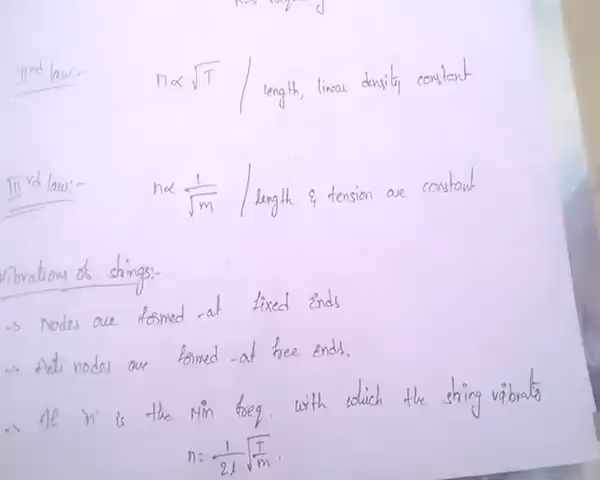 IInd law:- n ∝ √T / length, linear density constant
IIIrd law:- n ∝ 1/√m / length & tension are constant
Vibrations of strings:-
→ Nodes are formed at fixed Ends
→ Anti nodes are formed at free ends.
→ If 'n' is the Min freq with which the string vibrats
n = 1/2l √T/m.